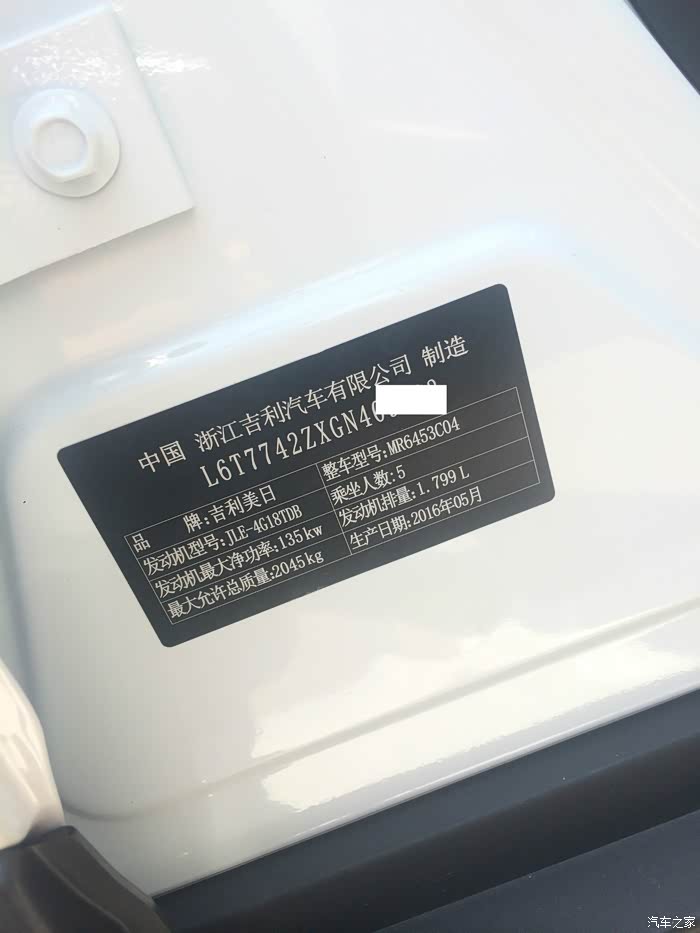 中国 浙江吉利汽车有限公司 制造
L6T7742ZXGN40
品 牌:吉利美日 整车型号:MR6453C04
发动机型号:JLE-4G18TDB 乘坐人数:5
发动机最大净功率:135kw 发动机排量:1.799L
最大允许总质量:2045kg 生产日期:2016年05月
汽车之家